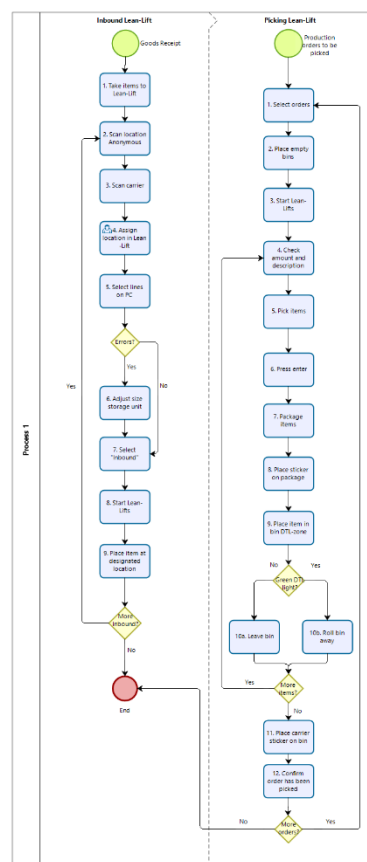 Inbound Lean-Lift
Goods Receipt
1. Take items to
Lean-Lift
2. Scan location
Anonymous
3. Scan carrier
4. Assign
location in Lean
-Lift
5. Select lines
on PC
Errors?
Yes
No
6. Adjust size
storage unit
7. Select
"Inbound"
8. Start Lean-
Lifts
9. Place item at
designated
location
More
inbound?
Yes
No
End
Process 1
Picking Lean-Lift
Production
orders to be
picked
1. Select orders
2. Place empty
bins
3. Start Lean-
Lifts
4. Check
amount and
description
5. Pick items
6. Press enter
7. Package
items
8. Place sticker
on package
9. Place item in
bin DTL-zone
No
Green DTL
light?
Yes
10a. Leave bin
10b. Roll bin
away
Yes
More
items?
No
11. Place carrier
sticker on bin
12. Confirm
order has been
picked
No
More
orders?
Yes